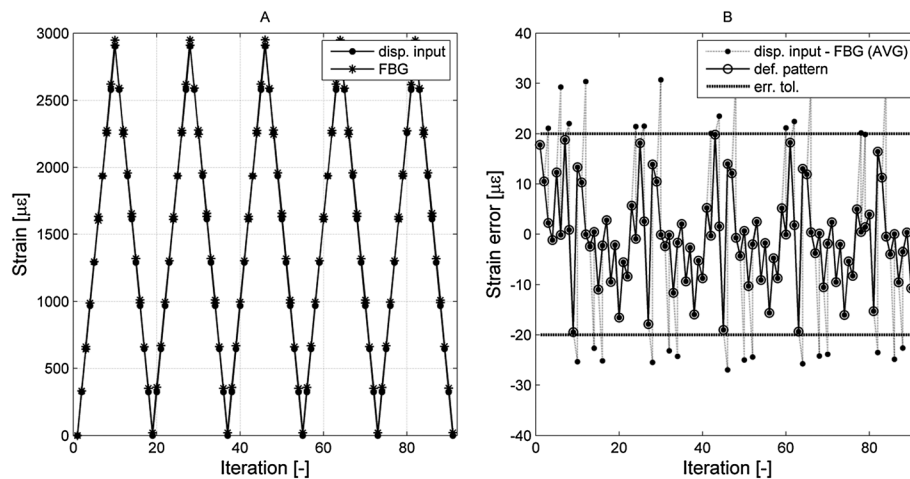 A
Strain [με]
3000
2500
2000
1500
1000
500
0
0 20 40 60 80
Iteration [-]
disp. input
FBG
B
Strain error [με]
40
30
20
10
0
-10
-20
-30
-40
0 20 40 60 80
Iteration [-]
disp. input - FBG (AVG)
def. pattern
err. tol.